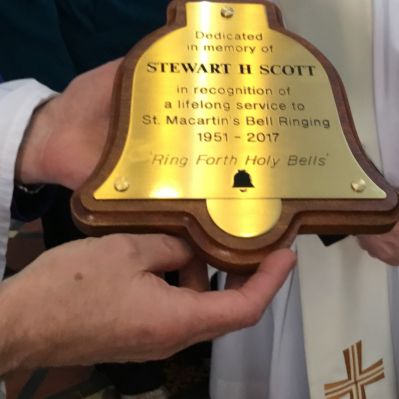 Dedicated
in memory of
STEWART H SCOTT
in recognition of
a lifelong service to
St. Macartin's Bell Ringing
1951 - 2017
'Ring Forth Holy Bells'